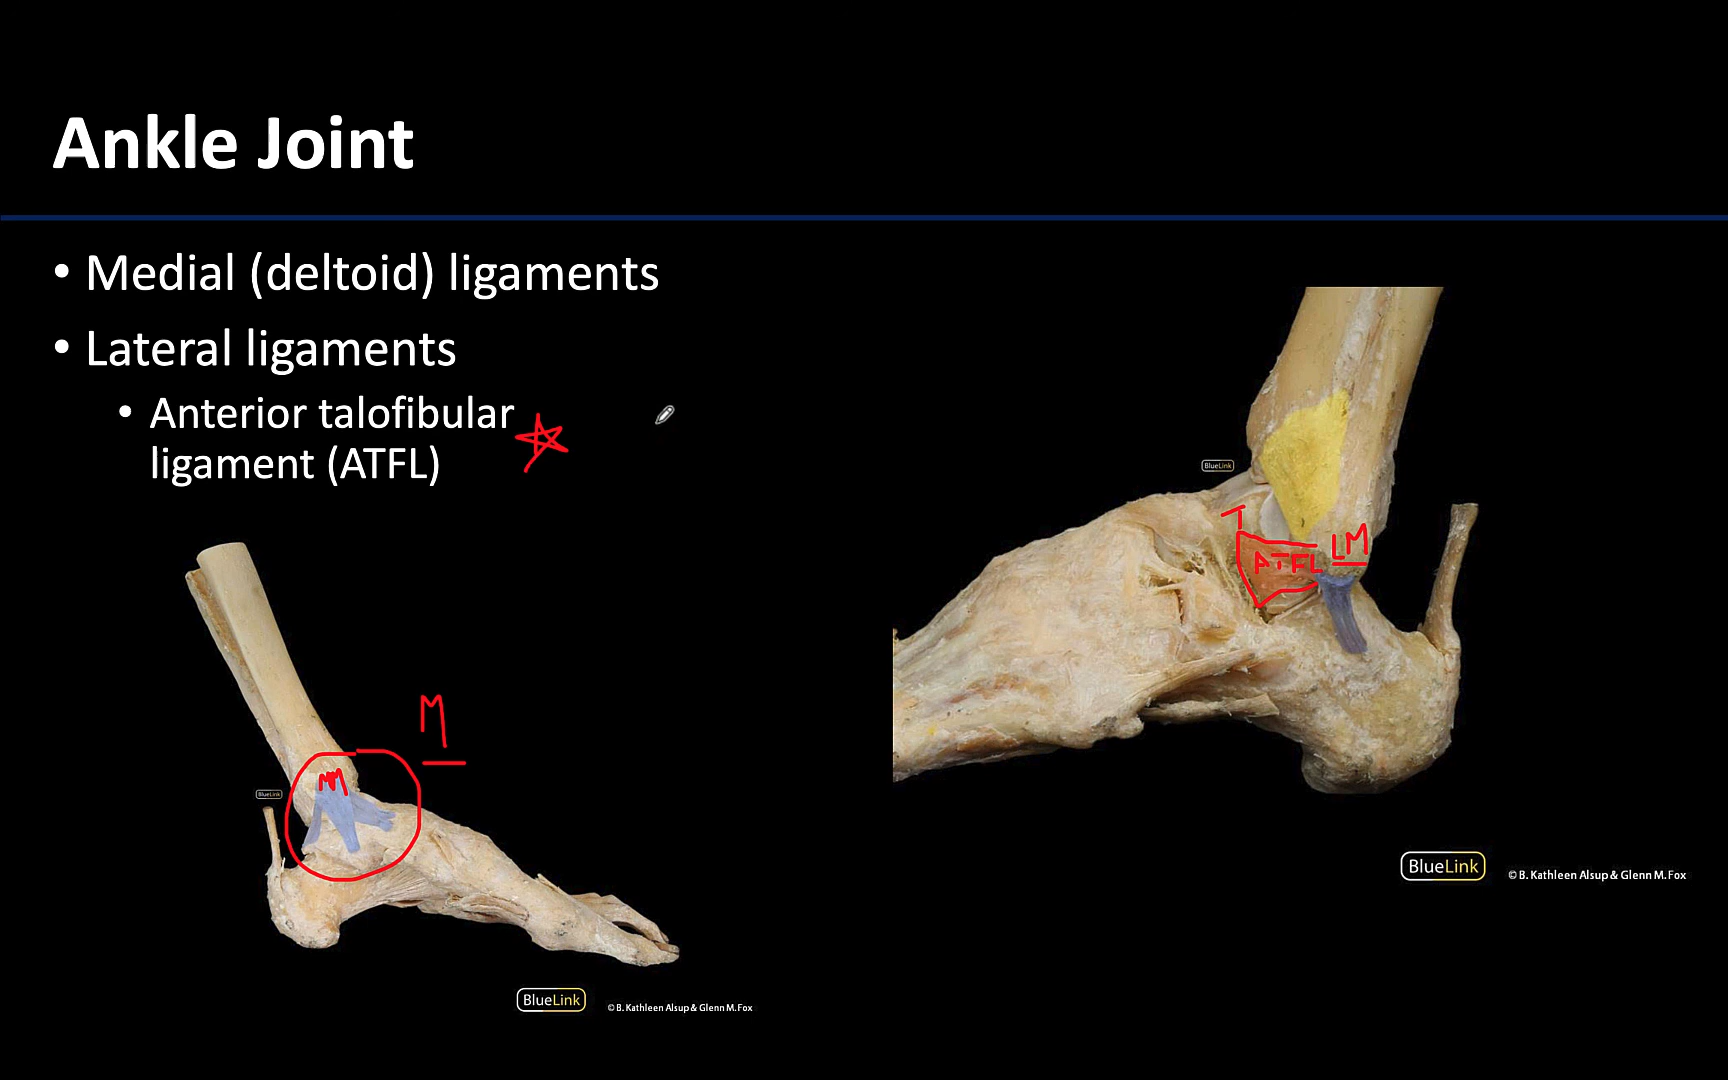 Ankle Joint
• Medial (deltoid) ligaments
• Lateral ligaments
• Anterior talofibular
ligament (ATFL)
BlueLink
T
ATFL
LM
M
MM
BlueLink
BlueLink
© B. Kathleen Alsup & Glenn M. Fox
BlueLink
© B. Kathleen Alsup & Glenn M. Fox